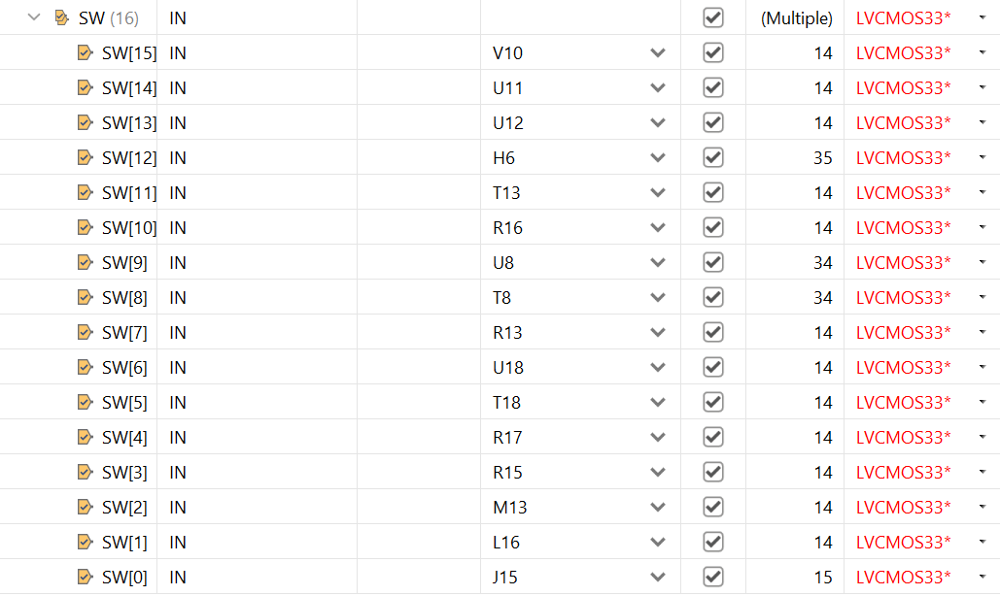 SW (16) IN (Multiple) LVCMOS33*
SW[15] IN V10 14 LVCMOS33*
SW[14] IN U11 14 LVCMOS33*
SW[13] IN U12 14 LVCMOS33*
SW[12] IN H6 35 LVCMOS33*
SW[11] IN T13 14 LVCMOS33*
SW[10] IN R16 14 LVCMOS33*
SW[9] IN U8 34 LVCMOS33*
SW[8] IN T8 34 LVCMOS33*
SW[7] IN R13 14 LVCMOS33*
SW[6] IN U18 14 LVCMOS33*
SW[5] IN T18 14 LVCMOS33*
SW[4] IN R17 14 LVCMOS33*
SW[3] IN R15 14 LVCMOS33*
SW[2] IN M13 14 LVCMOS33*
SW[1] IN L16 14 LVCMOS33*
SW[0] IN J15 15 LVCMOS33*